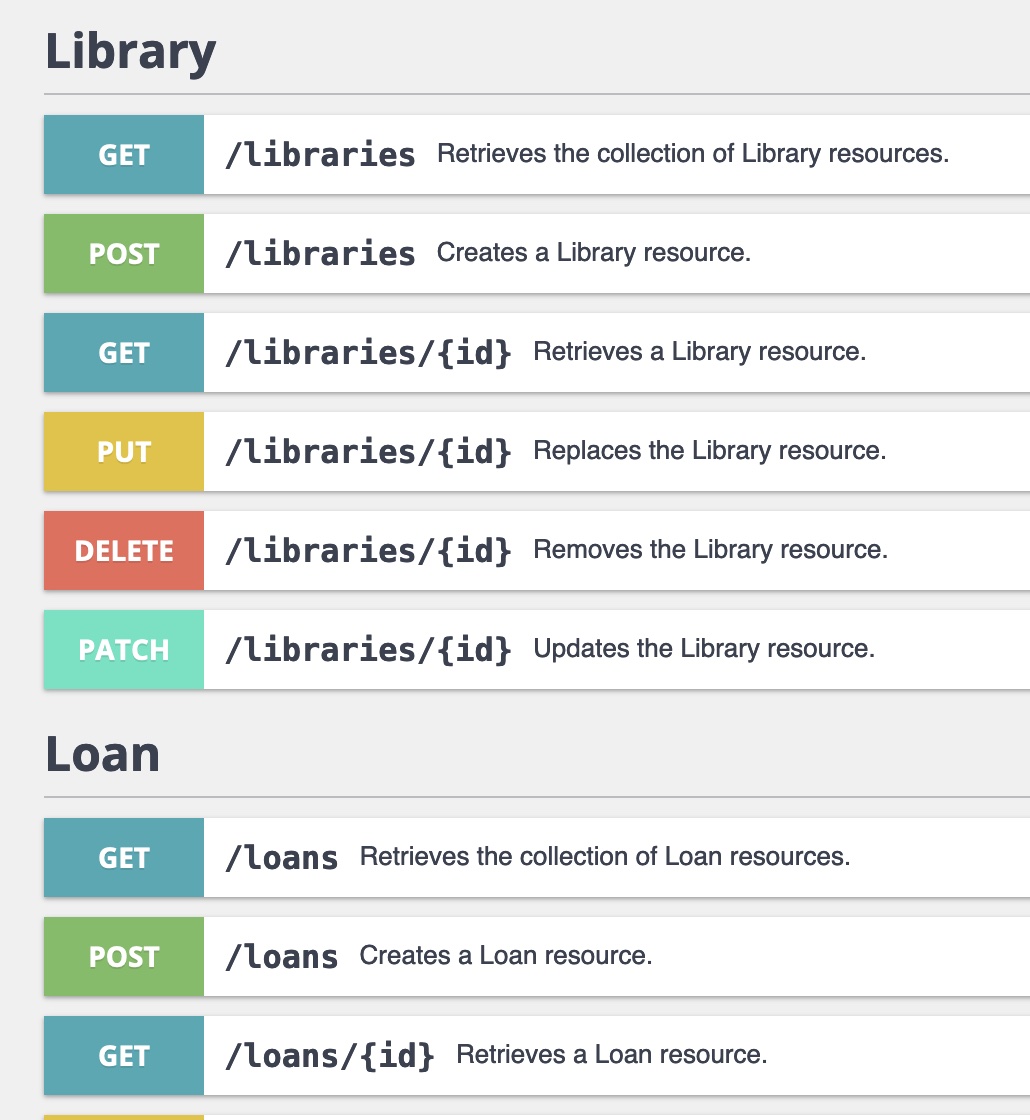 Library
GET /libraries Retrieves the collection of Library resources.
POST /libraries Creates a Library resource.
GET /libraries/{id} Retrieves a Library resource.
PUT /libraries/{id} Replaces the Library resource.
DELETE /libraries/{id} Removes the Library resource.
PATCH /libraries/{id} Updates the Library resource.
Loan
GET /loans Retrieves the collection of Loan resources.
POST /loans Creates a Loan resource.
GET /loans/{id} Retrieves a Loan resource.